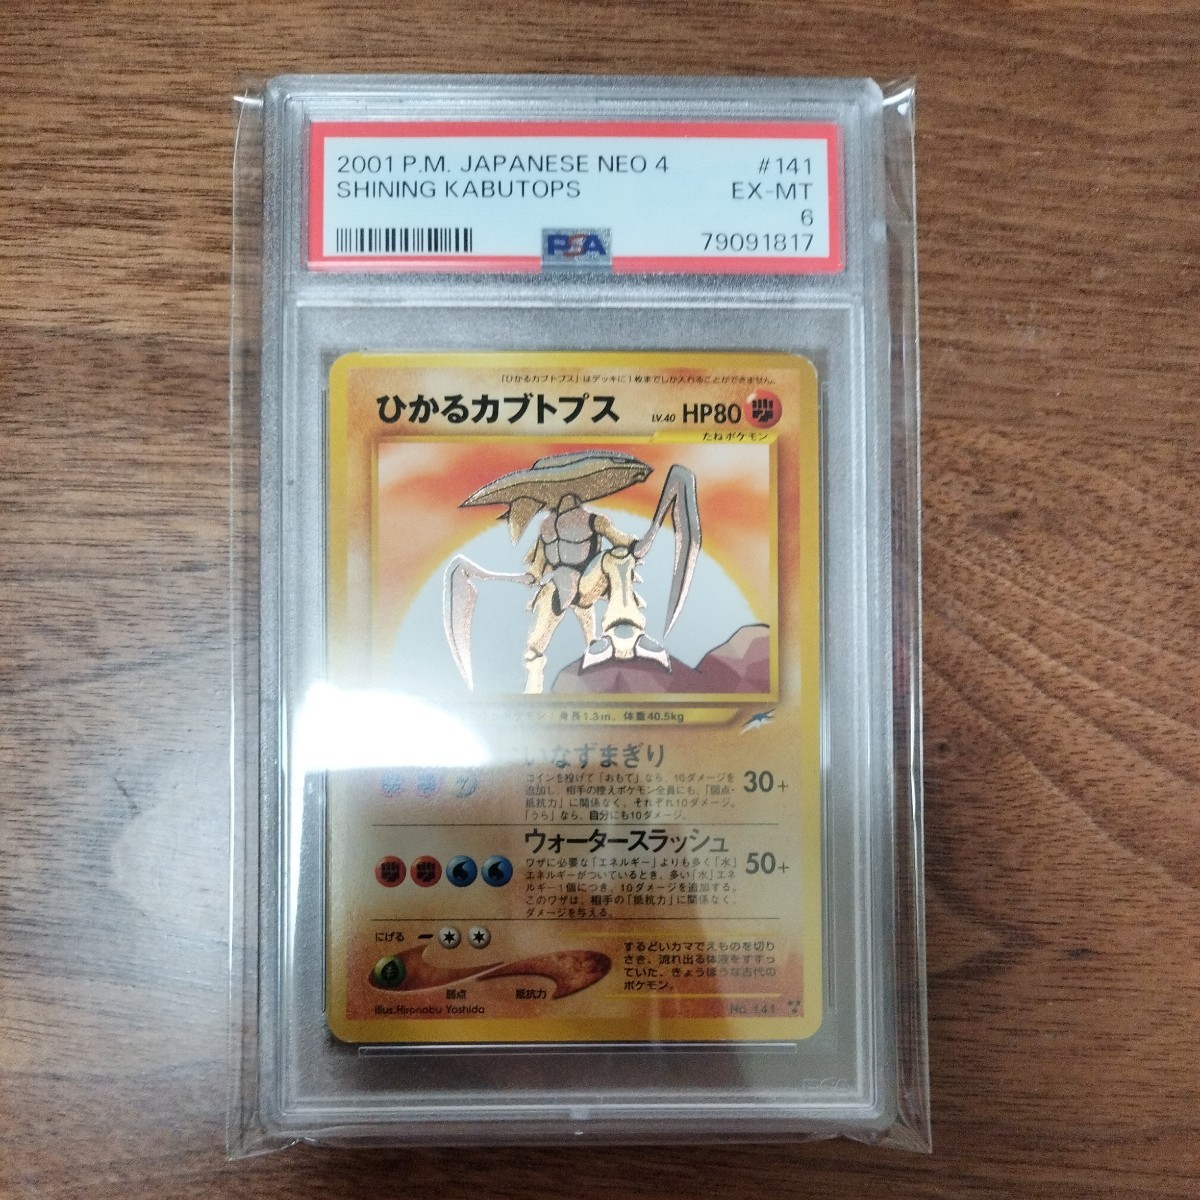 2001 P.M. JAPANESE NEO 4 #141
SHINING KABUTOPS EX-MT
6
PSA 79091817
「ひかるカブトプス」はデッキに1枚までしか入れることができません。
ひかるカブトプス LV.40 HP80
たねポケモン
ポケモン 身長1.3m、体重40.5kg
いなずまぎり
コインを投げて「おもて」なら、10ダメージを
追加し、相手の控えポケモン全員にも、「弱点・
抵抗力」に関係なく、それぞれ10ダメージ。
「うら」なら、自分にも10ダメージ。
30+
ウォータースラッシュ
ワザに必要な「エネルギー」よりも多く「水」
エネルギーがついているとき、多い「水」エネ
ルギー1個につき、10ダメージを追加する。
このワザは、相手の「抵抗力」に関係なく、
ダメージを与える。
50+
にげる
弱点 抵抗力
するどいカマでえものを切り
さき、流れ出る体液をすすっ
ていた、きょうぼうな古代の
ポケモン。
Illus.Hironobu Yoshida No. 141